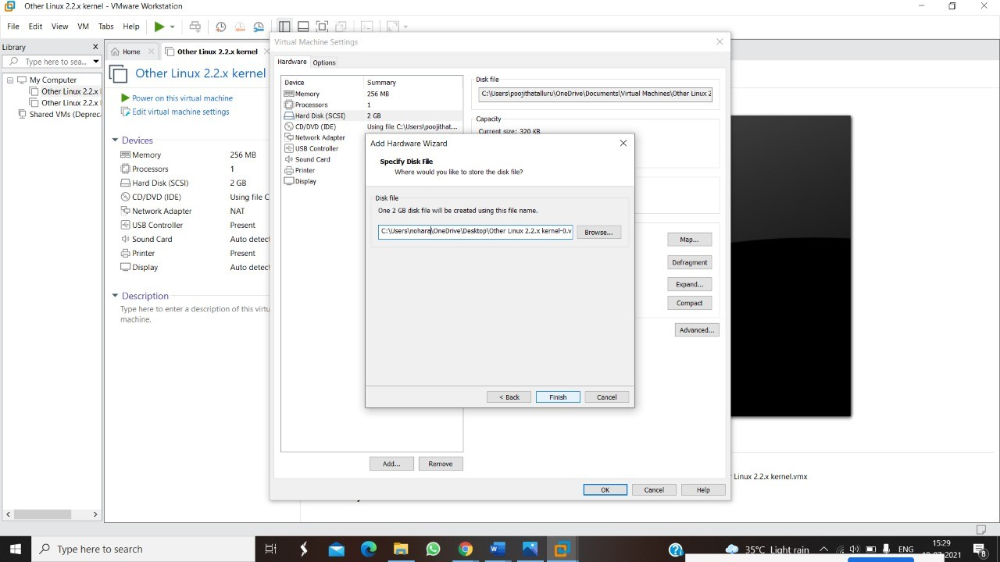 Other Linux 2.2.x kernel - VMware Workstation
File Edit View VM Tabs Help
Library
Type here to sea...
My Computer
Other Linux 2.2.x
Other Linux 2.2.x
Shared VMs (Deprec
Home
Other Linux 2.2.x kernel
Other Linux 2.2.x kernel
Power on this virtual machine
Edit virtual machine settings
Devices
Memory 256 MB
Processors 1
Hard Disk (SCSI) 2 GB
CD/DVD (IDE) Using file C
Network Adapter NAT
USB Controller Present
Sound Card Auto detect
Printer Present
Display Auto detect
Description
Type here to enter a description of this virtu
machine.
Virtual Machine Settings
Hardware Options
Device Summary
Memory 256 MB
Processors 1
Hard Disk (SCSI) 2 GB
CD/DVD (IDE) Using file C:\Users\poojithat...
Network Adapter
USB Controller
Sound Card
Printer
Display
Add... Remove
Disk file
C:\Users\poojithatalluru\OneDrive\Documents\Virtual Machines\Other Linux 2
Capacity
Current size: 320 KB
Map...
Defragment
Expand...
Compact
Advanced...
OK Cancel Help
Add Hardware Wizard
Specify Disk File
Where would you like to store the disk file?
Disk file
One 2 GB disk file will be created using this file name.
C:\Users\nohara\OneDrive\Desktop\Other Linux 2.2.x kernel-0.v
Browse...
< Back Finish Cancel
Linux 2.2.x kernel.vmx
Type here to search
35°C Light rain
ENG
15:29
8